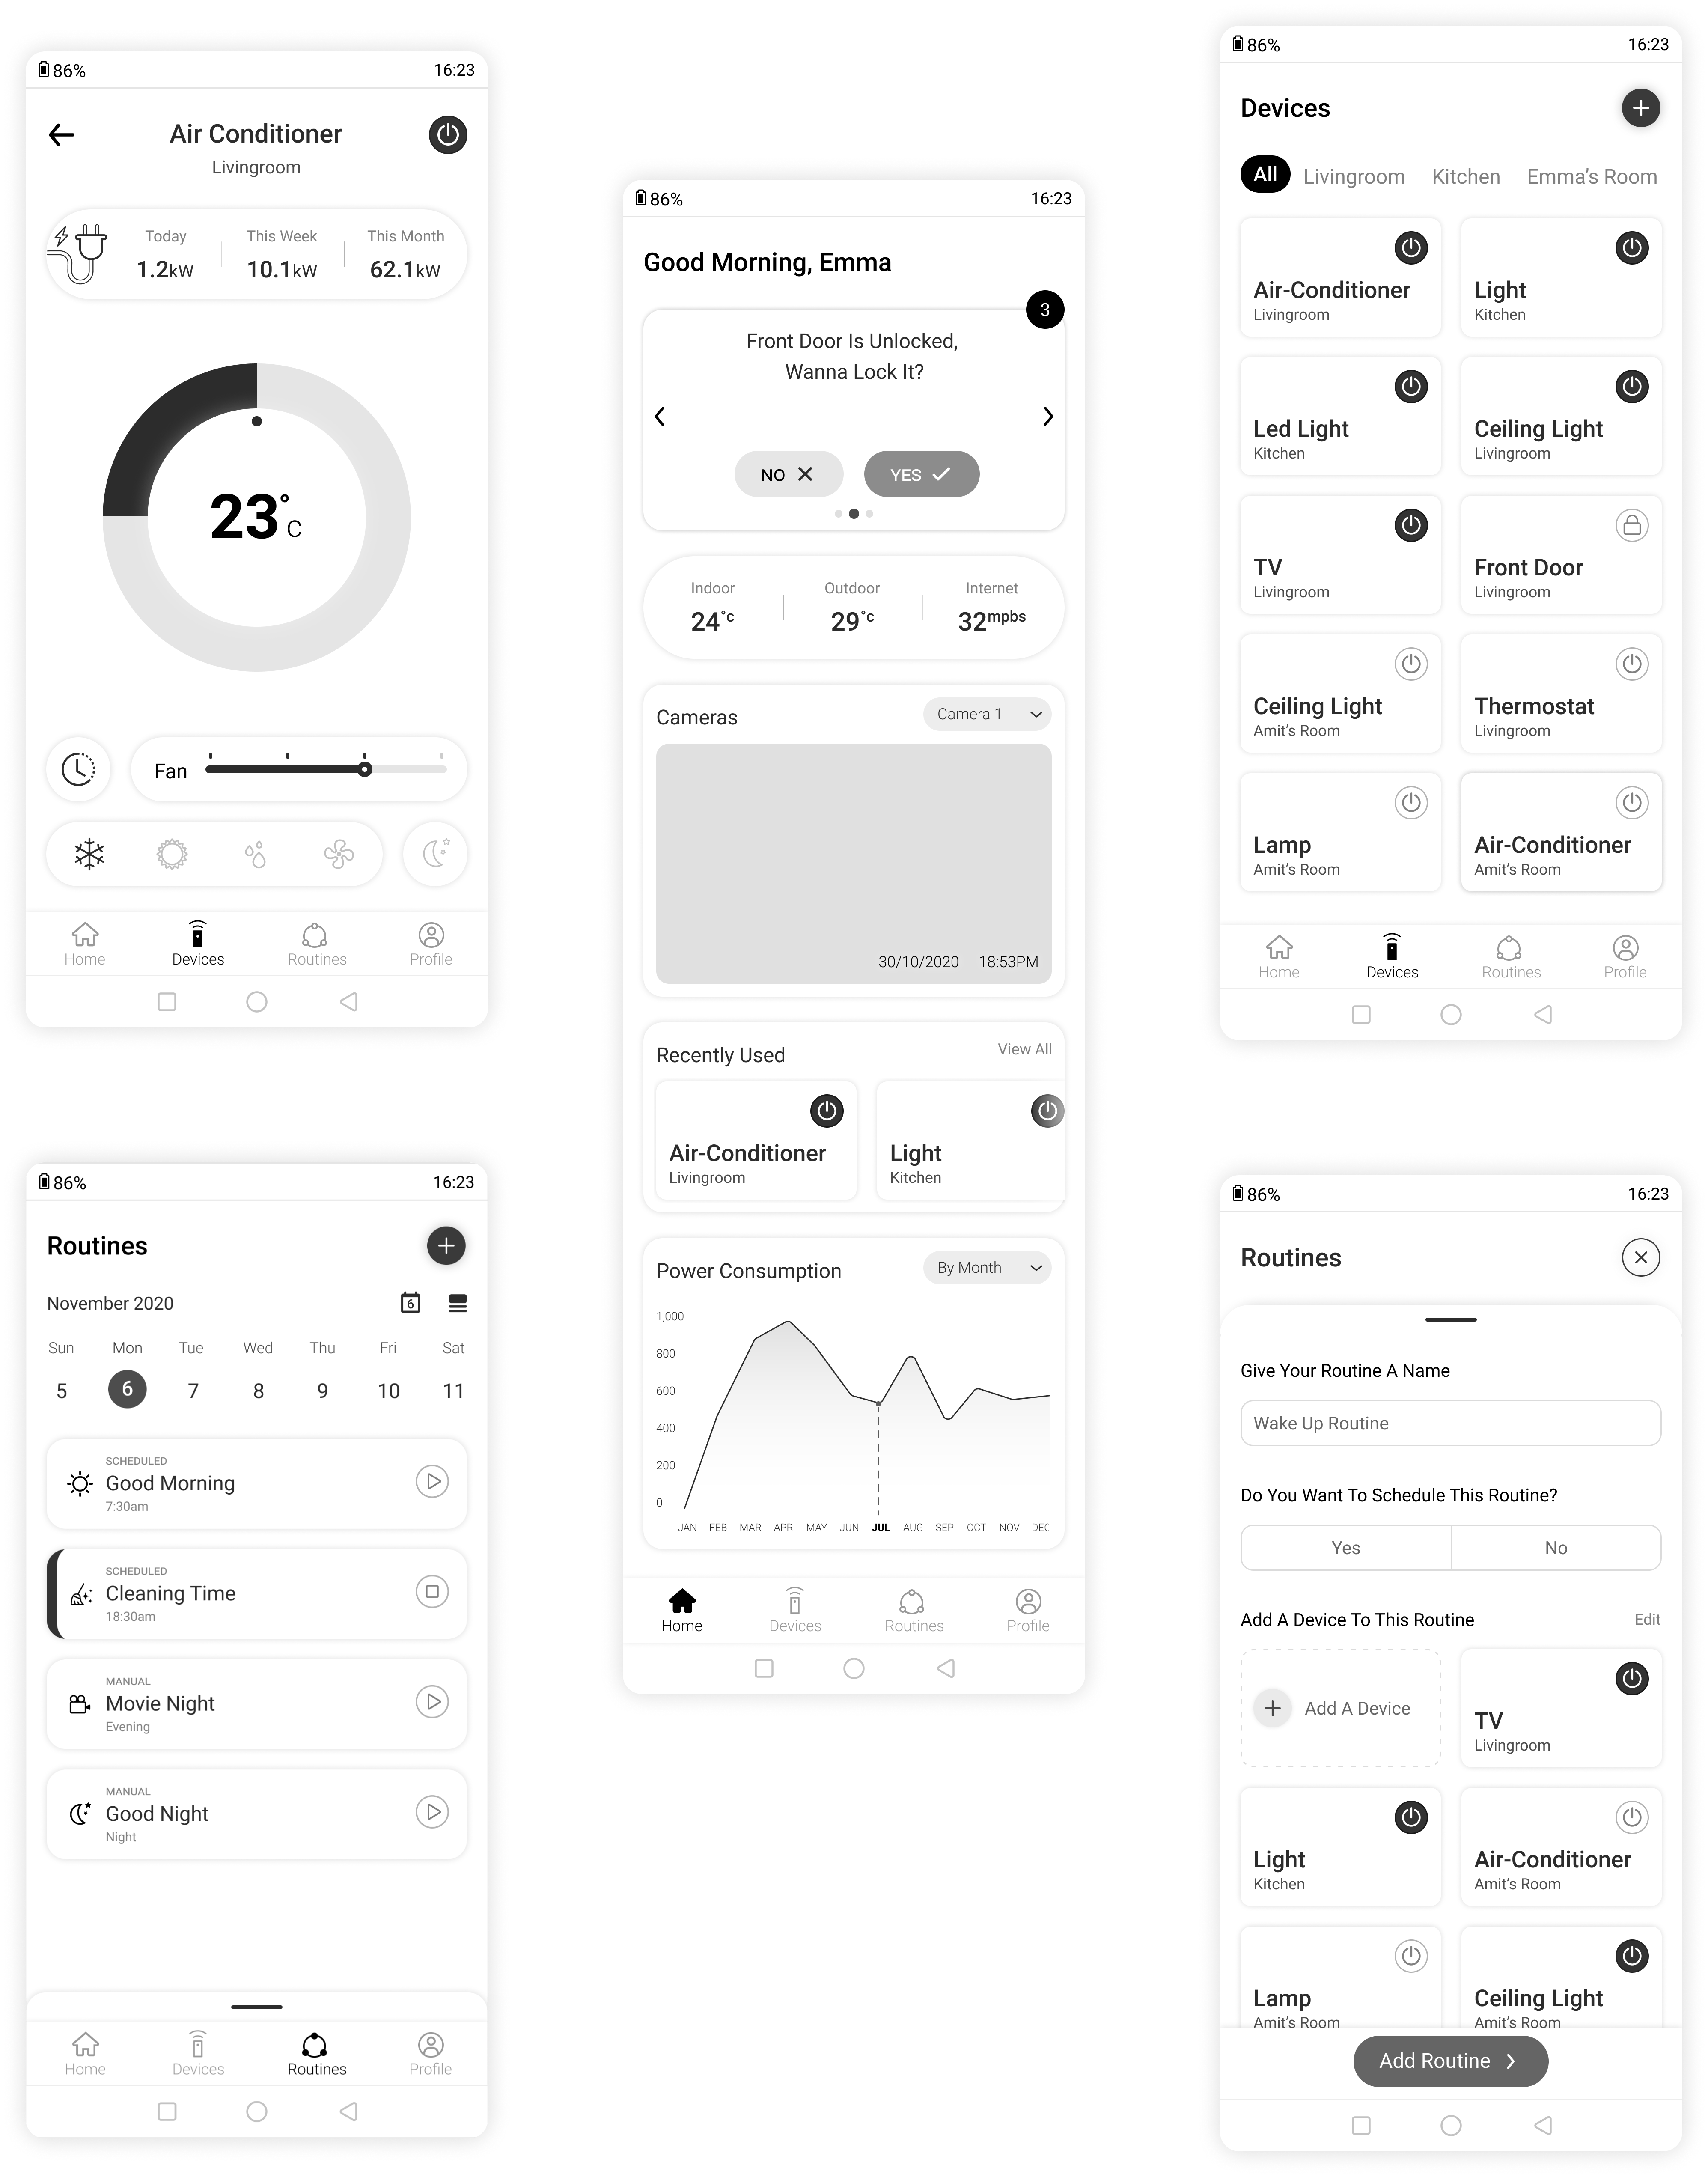 86% 16:23
Air Conditioner
Livingroom
Today This Week This Month
1.2kW 10.1kW 62.1kW
23°C
Fan
Home Devices Routines Profile
86% 16:23
Routines
November 2020 6
Sun Mon Tue Wed Thu Fri Sat
5 6 7 8 9 10 11
SCHEDULED
Good Morning
7:30am
SCHEDULED
Cleaning Time
18:30am
MANUAL
Movie Night
Evening
MANUAL
Good Night
Night
Home Devices Routines Profile
86% 16:23
Good Morning, Emma
3
Front Door Is Unlocked,
Wanna Lock It?
NO YES
Indoor Outdoor Internet
24°c 29°c 32mpbs
Cameras Camera 1
30/10/2020 18:53PM
Recently Used View All
Air-Conditioner Light
Livingroom Kitchen
Power Consumption By Month
1,000
800
600
400
200
0
JAN FEB MAR APR MAY JUN JUL AUG SEP OCT NOV DEC
Home Devices Routines Profile
86% 16:23
Devices
All Livingroom Kitchen Emma's Room
Air-Conditioner Light
Livingroom Kitchen
Led Light Ceiling Light
Kitchen Livingroom
TV Front Door
Livingroom Livingroom
Ceiling Light Thermostat
Amit's Room Livingroom
Lamp Air-Conditioner
Amit's Room Amit's Room
Home Devices Routines Profile
86% 16:23
Routines
Give Your Routine A Name
Wake Up Routine
Do You Want To Schedule This Routine?
Yes No
Add A Device To This Routine Edit
Add A Device TV
Livingroom
Light Air-Conditioner
Kitchen Amit's Room
Lamp Ceiling Light
Amit's Room Amit's Room
Add Routine